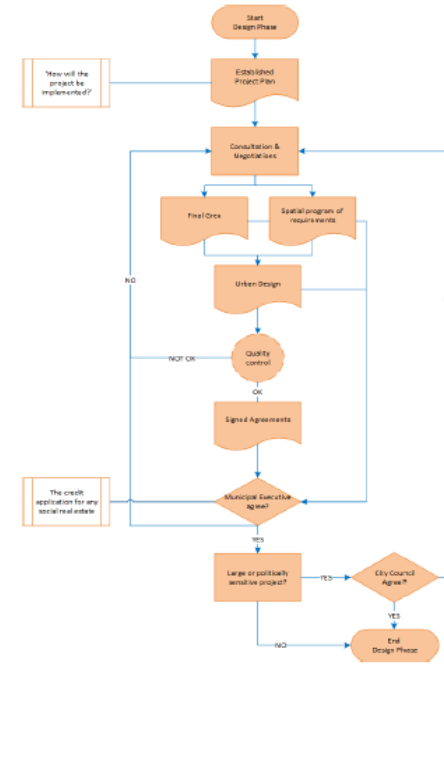 Start
Design Phase
'How will the
project be
implemented?'
Established
Project Plan
Consultation &
Negotiations
Final Grex
Spatial program of
requirements
NO
Urban Design
Quality
control
NOT OK
OK
Signed Agreements
The credit
application for any
social real estate
Municipal Executive
agree?
YES
Large or politically
sensitive project?
YES
City Council
Agree?
YES
NO
End
Design Phase